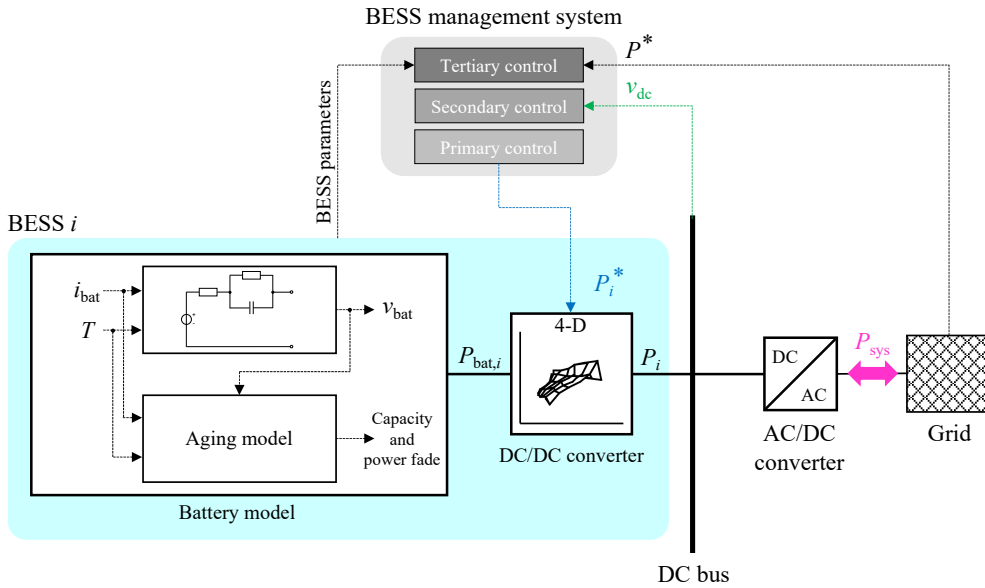 BESS management system
Tertiary control
P*
Secondary control
v_dc
Primary control
BESS parameters
BESS i
P_i*
i_bat
+
-
v_bat
T
4-D
P_bat,i
P_i
DC
AC
P_sys
Aging model
Capacity
and
power fade
DC/DC converter
AC/DC
converter
Grid
Battery model
DC bus